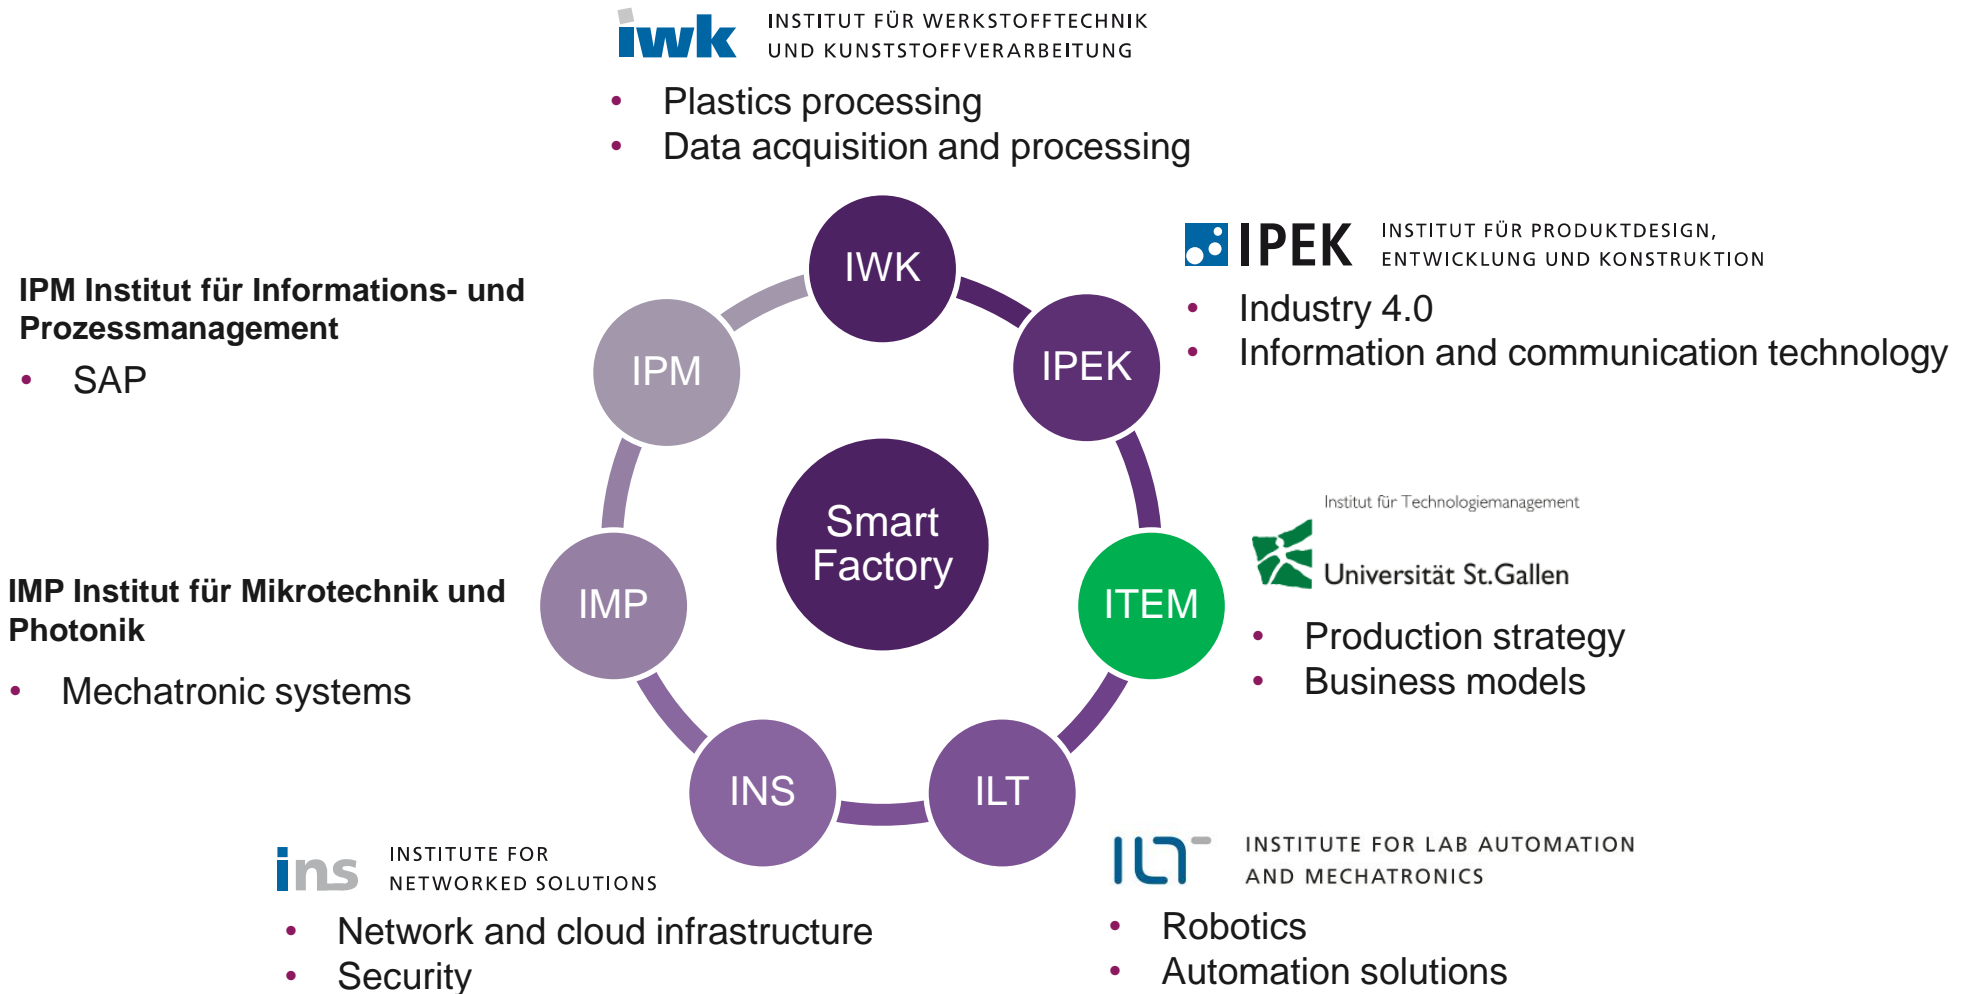 iwk
INSTITUT FÜR WERKSTOFFTECHNIK
UND KUNSTSTOFFVERARBEITUNG
• Plastics processing
• Data acquisition and processing
IWK
IPEK
INSTITUT FÜR PRODUKTDESIGN,
ENTWICKLUNG UND KONSTRUKTION
• Industry 4.0
• Information and communication technology
IPEK
IPM Institut für Informations- und
Prozessmanagement
• SAP
IPM
Smart
Factory
Institut für Technologiemanagement
Universität St.Gallen
• Production strategy
• Business models
ITEM
IMP Institut für Mikrotechnik und
Photonik
• Mechatronic systems
IMP
INS
ILT
ins
INSTITUTE FOR
NETWORKED SOLUTIONS
• Network and cloud infrastructure
• Security
ILT
INSTITUTE FOR LAB AUTOMATION
AND MECHATRONICS
• Robotics
• Automation solutions